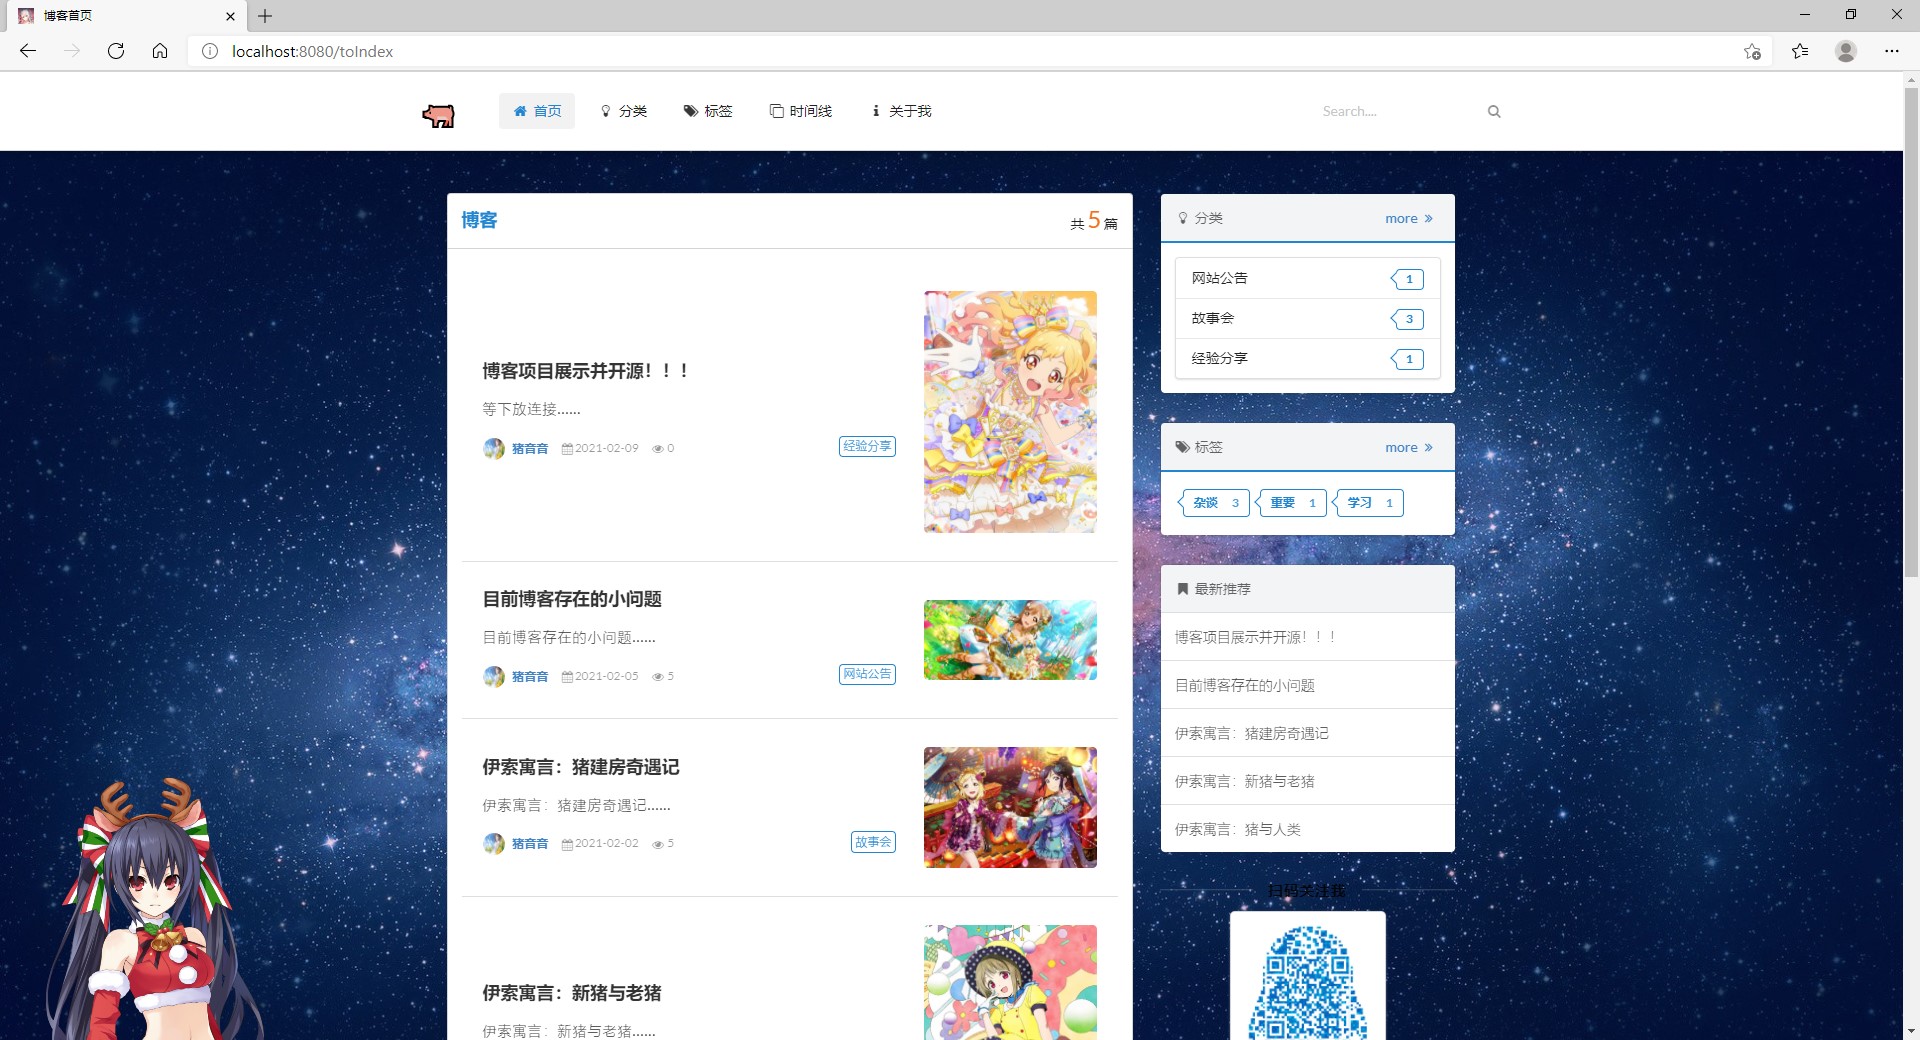 博客首页
localhost:8080/toIndex
首页 分类 标签 时间线 关于我 Search....
博客 共 5 篇
博客项目展示并开源！！！
等下放连接......
猪音音 2021-02-09 0 经验分享
目前博客存在的小问题
目前博客存在的小问题......
猪音音 2021-02-05 5 网站公告
伊索寓言：猪建房奇遇记
伊索寓言：猪建房奇遇记......
猪音音 2021-02-02 5 故事会
伊索寓言：新猪与老猪
伊索寓言：新猪与老猪......
分类 more
网站公告 1
故事会 3
经验分享 1
标签 more
杂谈 3 重要 1 学习 1
最新推荐
博客项目展示并开源！！！
目前博客存在的小问题
伊索寓言：猪建房奇遇记
伊索寓言：新猪与老猪
伊索寓言：猪与人类
扫码关注我